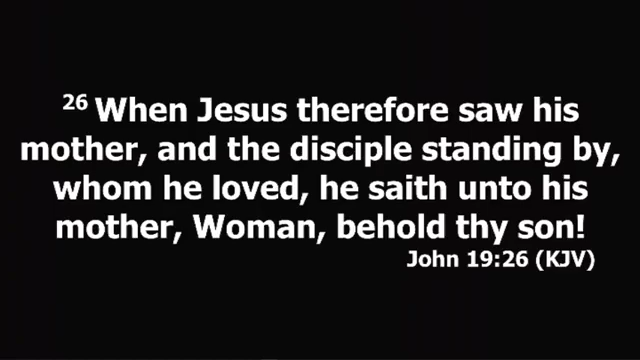 26 When Jesus therefore saw his
mother, and the disciple standing by,
whom he loved, he saith unto his
mother, Woman, behold thy son!
John 19:26 (KJV)